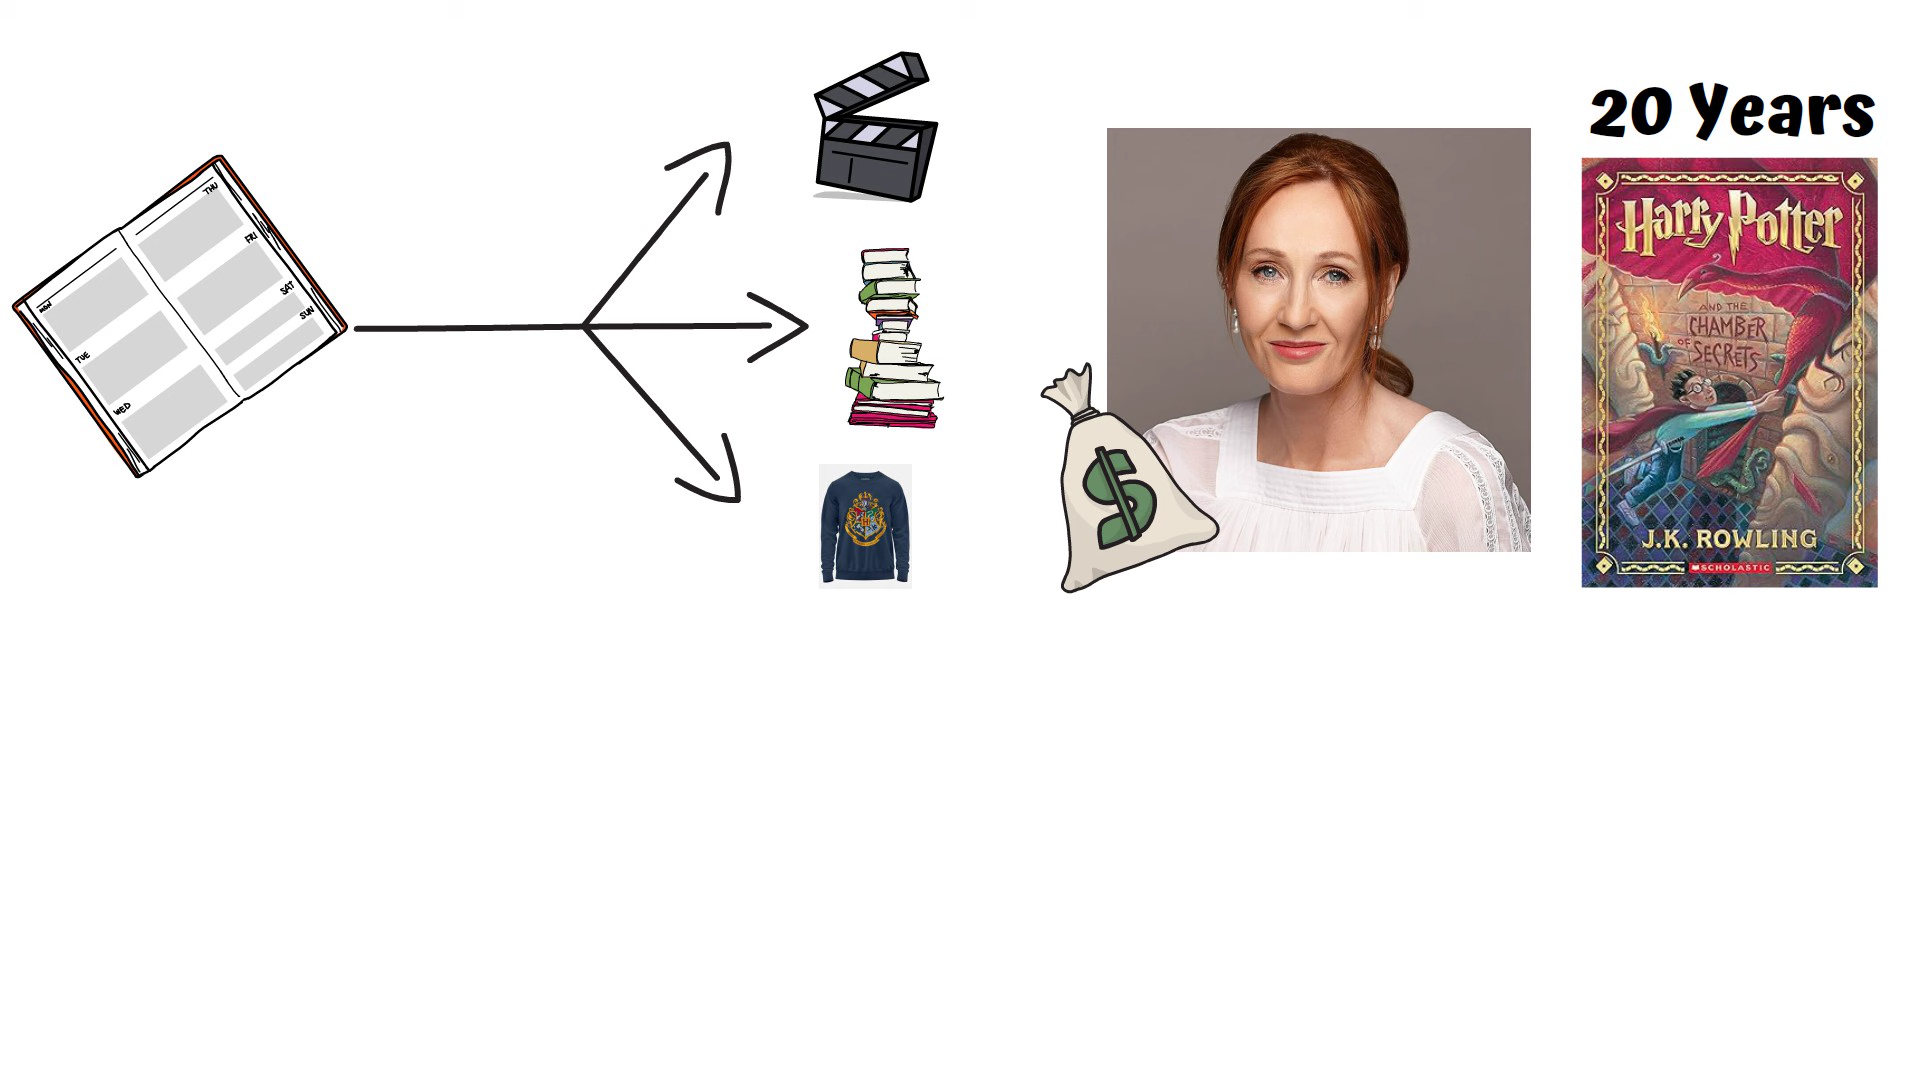 MON
TUE
WED
THU
FRI
SAT
SUN
20 Years
Harry Potter
AND THE
CHAMBER
OF
SECRETS
J.K. ROWLING
SCHOLASTIC